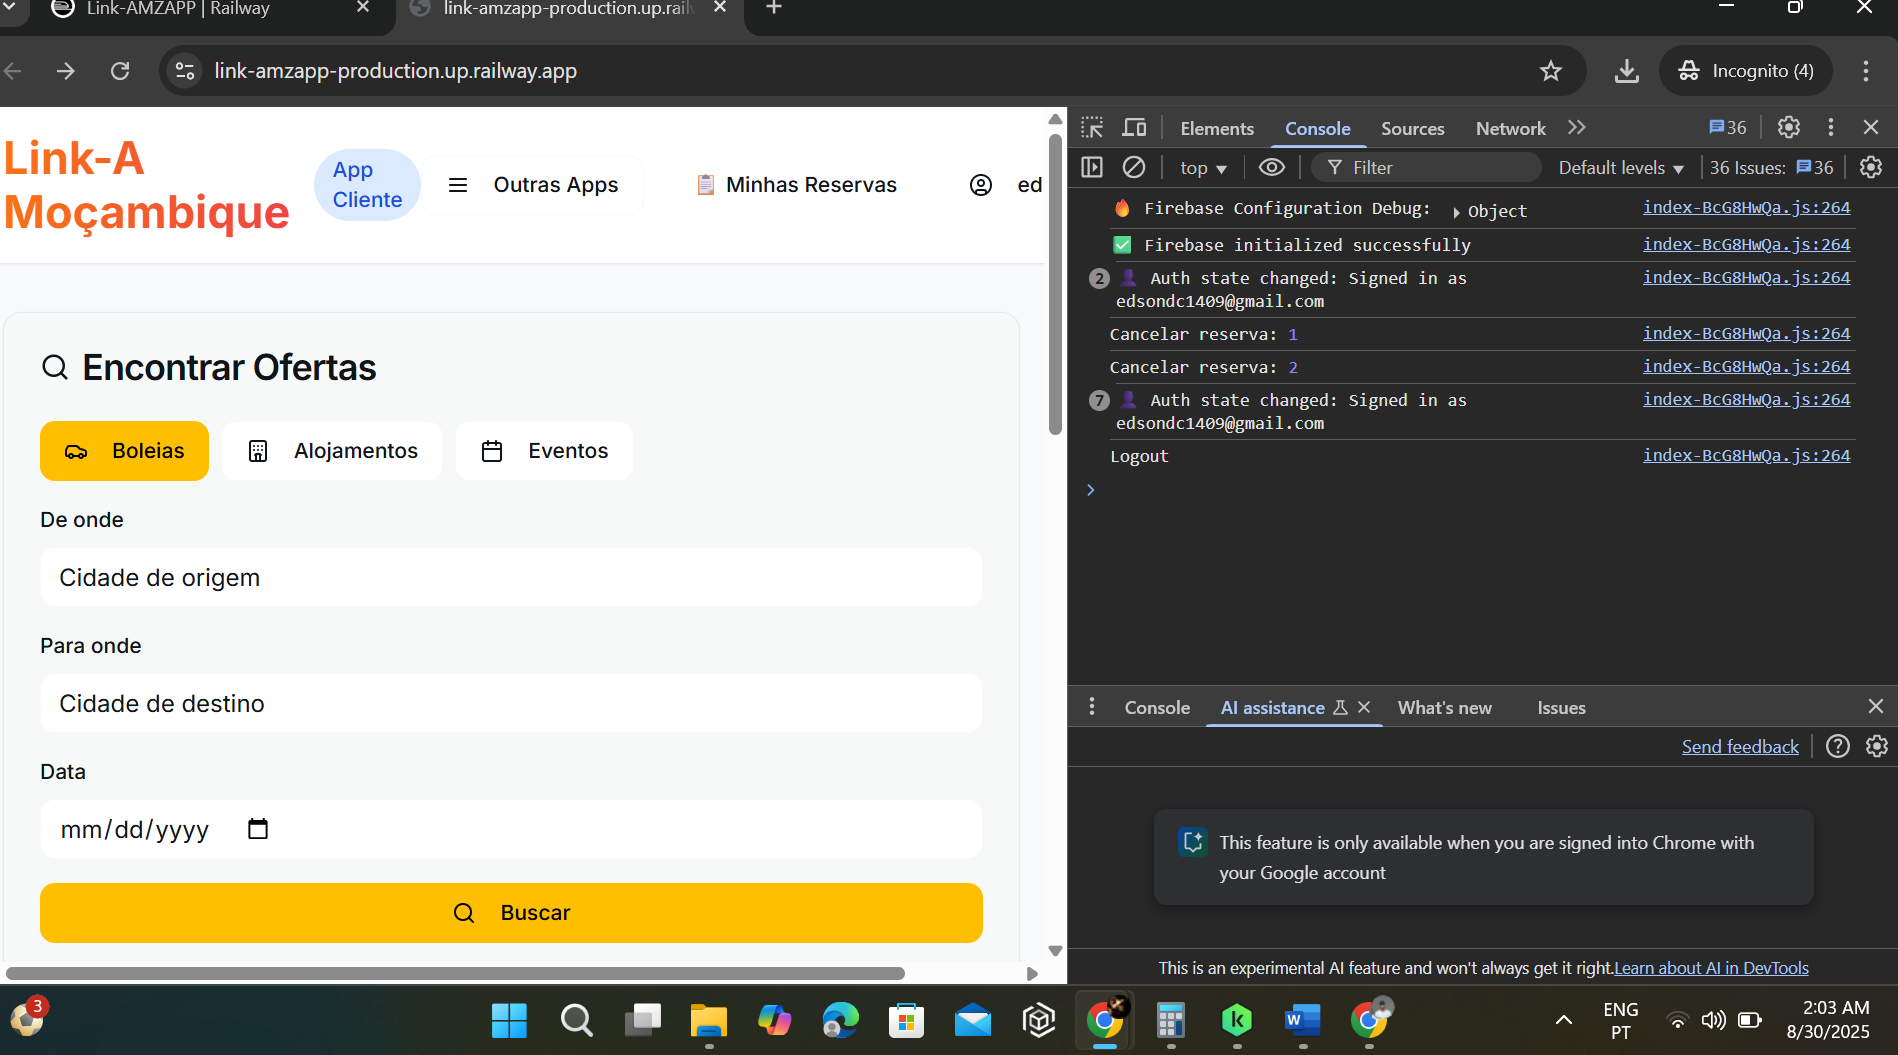 Link-AMZAPP | Railway
link-amzapp-production.up.rail
link-amzapp-production.up.railway.app
Incognito (4)
Link-A
Moçambique
App
Cliente
Outras Apps
Minhas Reservas
ed
Encontrar Ofertas
Boleias
Alojamentos
Eventos
De onde
Cidade de origem
Para onde
Cidade de destino
Data
mm/dd/yyyy
Buscar
Elements
Console
Sources
Network
36
top
Filter
Default levels
36 Issues:
36
Firebase Configuration Debug: Object index-BcG8HwQa.js:264
Firebase initialized successfully index-BcG8HwQa.js:264
2 Auth state changed: Signed in as index-BcG8HwQa.js:264
edsondc1409@gmail.com
Cancelar reserva: 1 index-BcG8HwQa.js:264
Cancelar reserva: 2 index-BcG8HwQa.js:264
7 Auth state changed: Signed in as index-BcG8HwQa.js:264
edsondc1409@gmail.com
Logout index-BcG8HwQa.js:264
Console
AI assistance
What's new
Issues
Send feedback
This feature is only available when you are signed into Chrome with
your Google account
This is an experimental AI feature and won't always get it right. Learn about AI in DevTools
3
ENG
PT
2:03 AM
8/30/2025